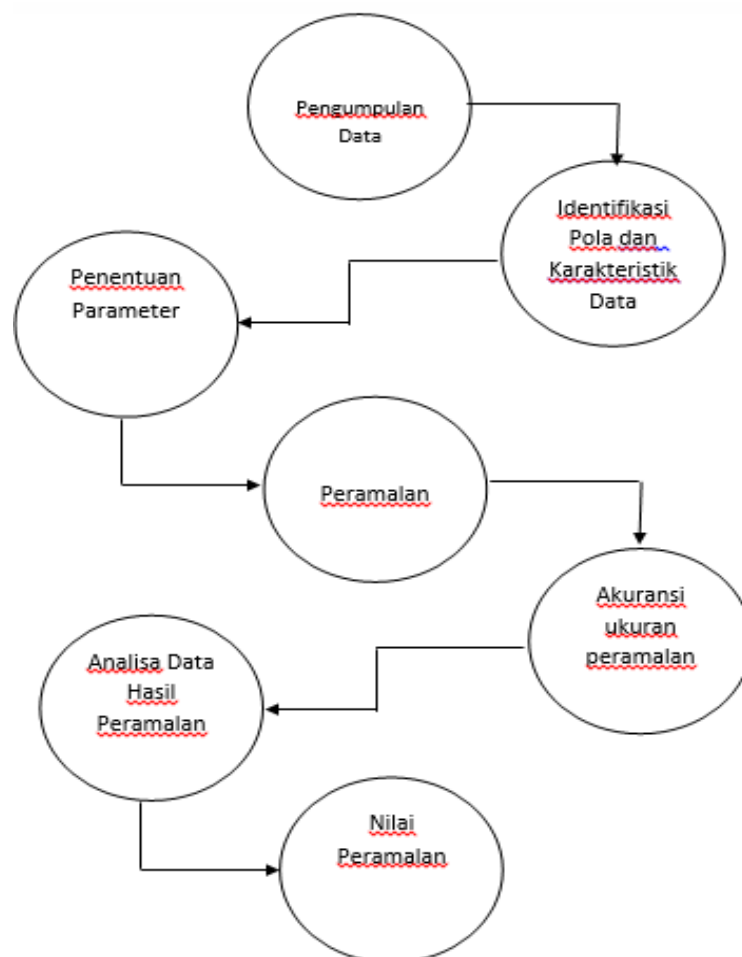 Pengumpulan
Data
Identifikasi
Pola dan
Karakteristik
Data
Penentuan
Parameter
Peramalan
Akuransi
ukuran
peramalan
Analisa Data
Hasil
Peramalan
Nilai
Peramalan